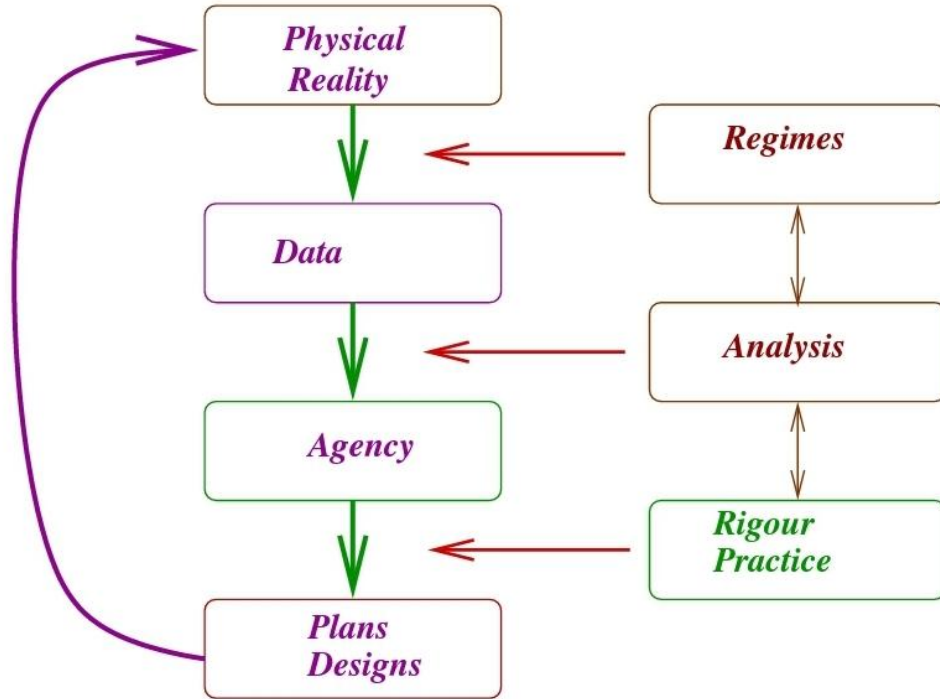 Physical
Reality
Regimes
Data
Analysis
Agency
Rigour
Practice
Plans
Designs